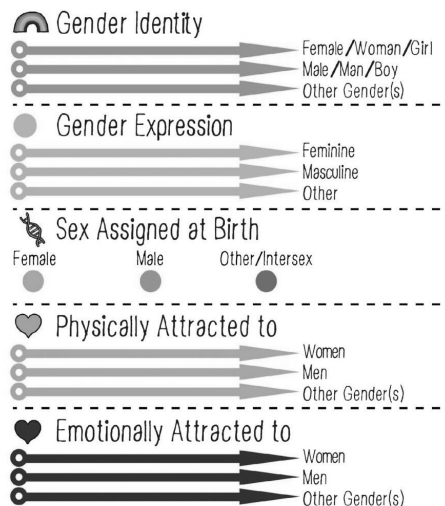 Gender Identity
Female/Woman/Girl
Male/Man/Boy
Other Gender(s)
Gender Expression
Feminine
Masculine
Other
Sex Assigned at Birth
Female Male Other/Intersex
Physically Attracted to
Women
Men
Other Gender(s)
Emotionally Attracted to
Women
Men
Other Gender(s)